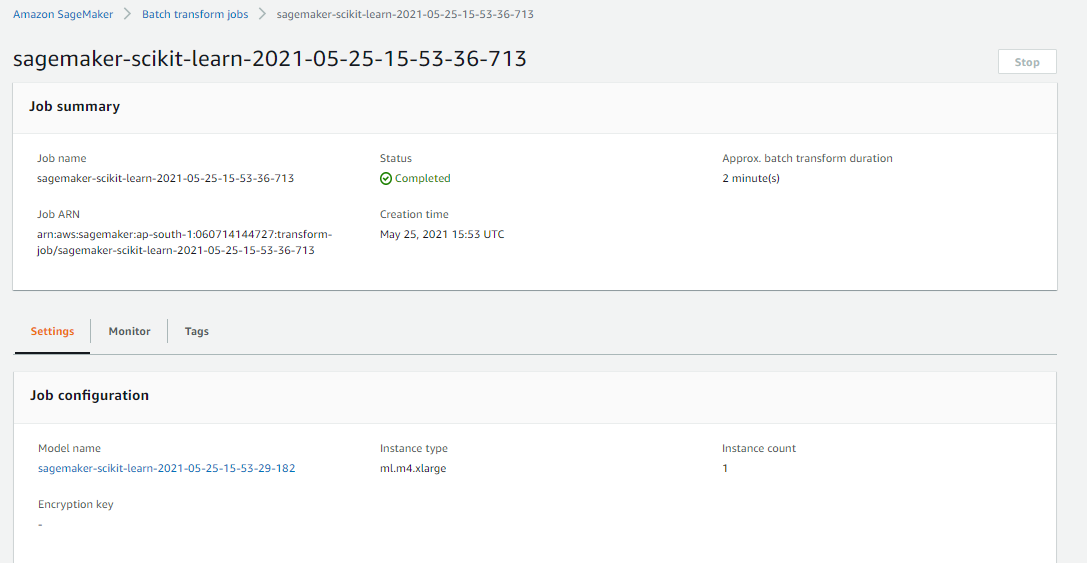 Amazon SageMaker > Batch transform jobs > sagemaker-scikit-learn-2021-05-25-15-53-36-713
sagemaker-scikit-learn-2021-05-25-15-53-36-713
Stop
Job summary
Job name
sagemaker-scikit-learn-2021-05-25-15-53-36-713
Status
Completed
Approx. batch transform duration
2 minute(s)
Job ARN
arn:aws:sagemaker:ap-south-1:060714144727:transform-
job/sagemaker-scikit-learn-2021-05-25-15-53-36-713
Creation time
May 25, 2021 15:53 UTC
Settings
Monitor
Tags
Job configuration
Model name
sagemaker-scikit-learn-2021-05-25-15-53-29-182
Instance type
ml.m4.xlarge
Instance count
1
Encryption key
-